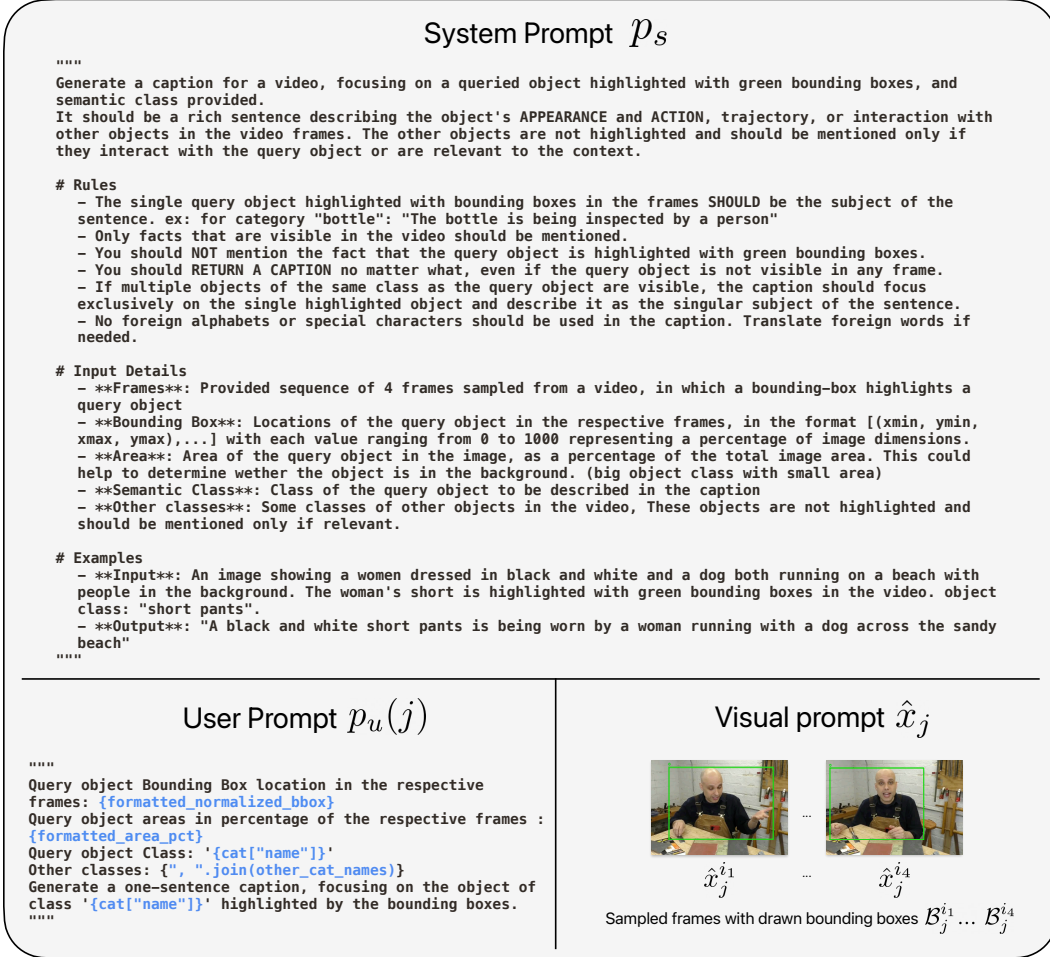 System Prompt p_s
"""
Generate a caption for a video, focusing on a queried object highlighted with green bounding boxes, and
semantic class provided.
It should be a rich sentence describing the object's APPEARANCE and ACTION, trajectory, or interaction with
other objects in the video frames. The other objects are not highlighted and should be mentioned only if
they interact with the query object or are relevant to the context.
# Rules
– The single query object highlighted with bounding boxes in the frames SHOULD be the subject of the
sentence. ex: for category "bottle": "The bottle is being inspected by a person"
– Only facts that are visible in the video should be mentioned.
– You should NOT mention the fact that the query object is highlighted with green bounding boxes.
– You should RETURN A CAPTION no matter what, even if the query object is not visible in any frame.
– If multiple objects of the same class as the query object are visible, the caption should focus
exclusively on the single highlighted object and describe it as the singular subject of the sentence.
– No foreign alphabets or special characters should be used in the caption. Translate foreign words if
needed.
# Input Details
– **Frames**: Provided sequence of 4 frames sampled from a video, in which a bounding–box highlights a
query object
– **Bounding Box**: Locations of the query object in the respective frames, in the format [(xmin, ymin,
xmax, ymax),...] with each value ranging from 0 to 1000 representing a percentage of image dimensions.
– **Area**: Area of the query object in the image, as a percentage of the total image area. This could
help to determine wether the object is in the background. (big object class with small area)
– **Semantic Class**: Class of the query object to be described in the caption
– **Other classes**: Some classes of other objects in the video, These objects are not highlighted and
should be mentioned only if relevant.
# Examples
– **Input**: An image showing a women dressed in black and white and a dog both running on a beach with
people in the background. The woman's short is highlighted with green bounding boxes in the video. object
class: "short pants".
– **Output**: "A black and white short pants is being worn by a woman running with a dog across the sandy
beach"
"""
User Prompt p_u(j)
"""
Query object Bounding Box location in the respective
frames: {formatted_normalized_bbox}
Query object areas in percentage of the respective frames :
{formatted_area_pct}
Query object Class: '{cat["name"]}'
Other classes: {", ".join(other_cat_names)}
Generate a one–sentence caption, focusing on the object of
class '{cat["name"]}' highlighted by the bounding boxes.
"""
Visual prompt x̂_j
...
x̂_j^{i_1} ... x̂_j^{i_4}
Sampled frames with drawn bounding boxes B_j^{i_1} ... B_j^{i_4}